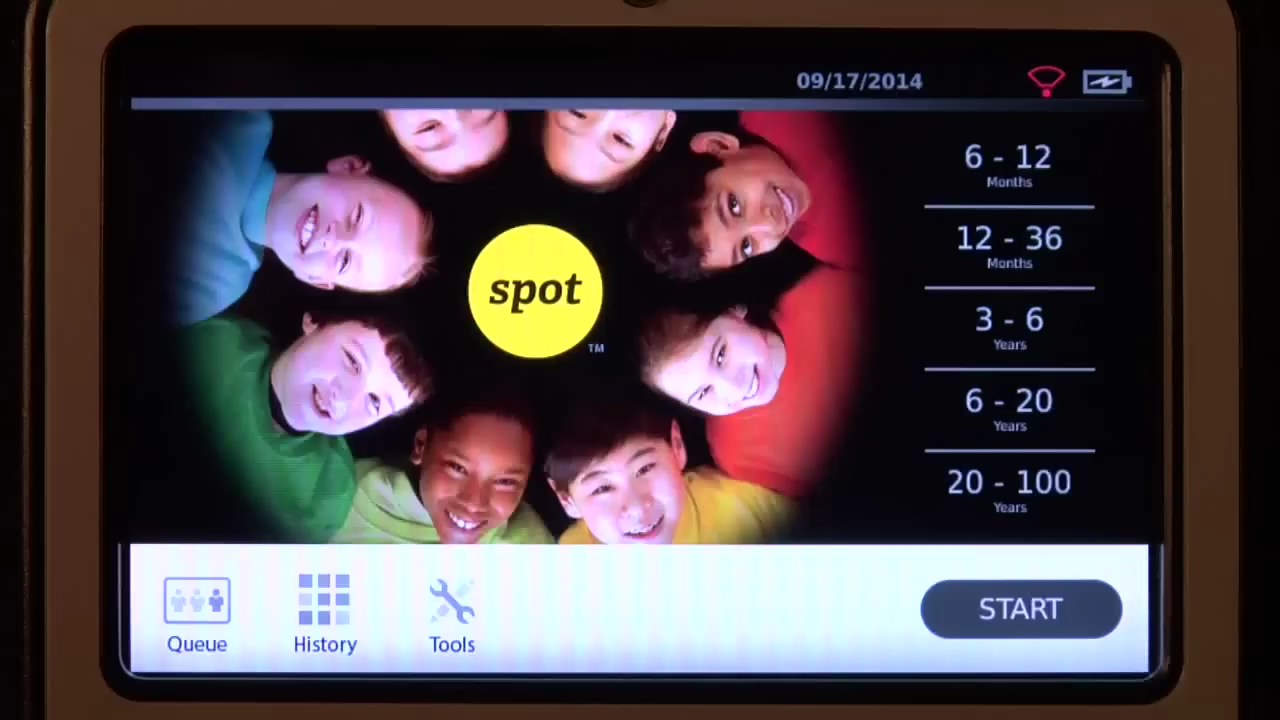 09/17/2014
6 - 12
Months
12 - 36
Months
spot
TM
3 - 6
Years
6 - 20
Years
20 - 100
Years
Queue
History
Tools
START